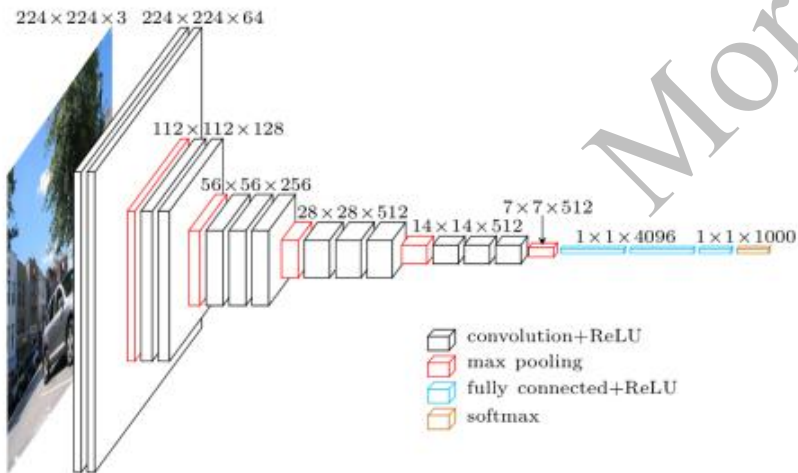 224×224×3
224×224×64
112×112×128
56×56×256
28×28×512
14×14×512
7×7×512
1×1×4096
1×1×1000
convolution+ReLU
max pooling
fully connected+ReLU
softmax